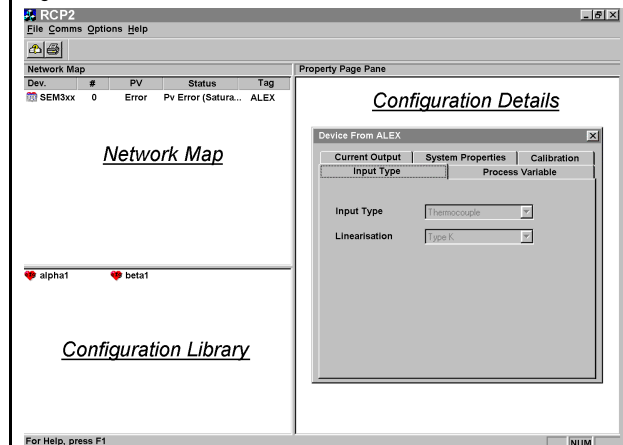 RCP2
File Comms Options Help
Network Map
Property Page Pane
Dev. # PV Status Tag
SEM3xx 0 Error Pv Error (Satura... ALEX
Network Map
Configuration Details
Device From ALEX
Current Output System Properties Calibration
Input Type Process Variable
Input Type Thermocouple
Linearisation Type K
alpha1 beta1
Configuration Library
For Help, press F1
NUM